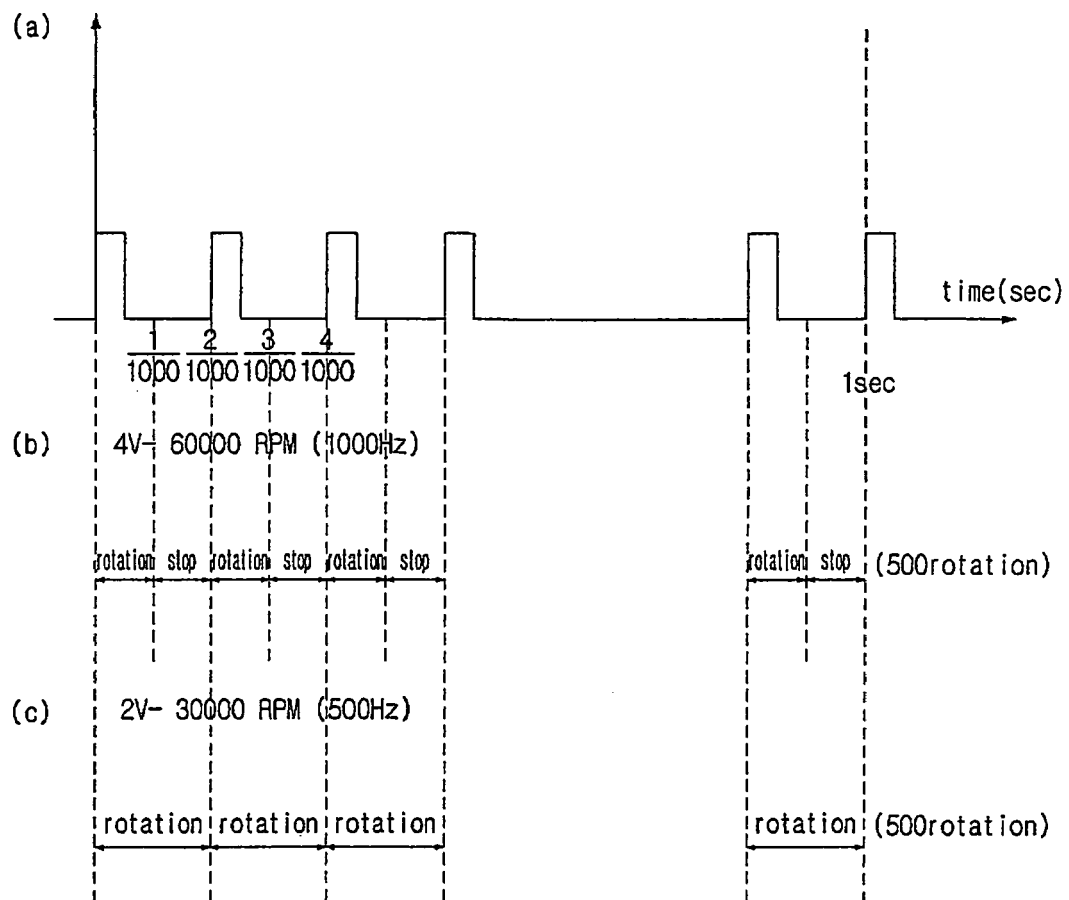 (a)
time(sec)
1 2 3 4
1000 1000 1000 1000
1sec
(b) 4V- 60000 RPM (1000Hz)
rotation stop rotation stop rotation stop rotation stop (500rotation)
(c) 2V- 30000 RPM (500Hz)
rotation rotation rotation rotation (500rotation)